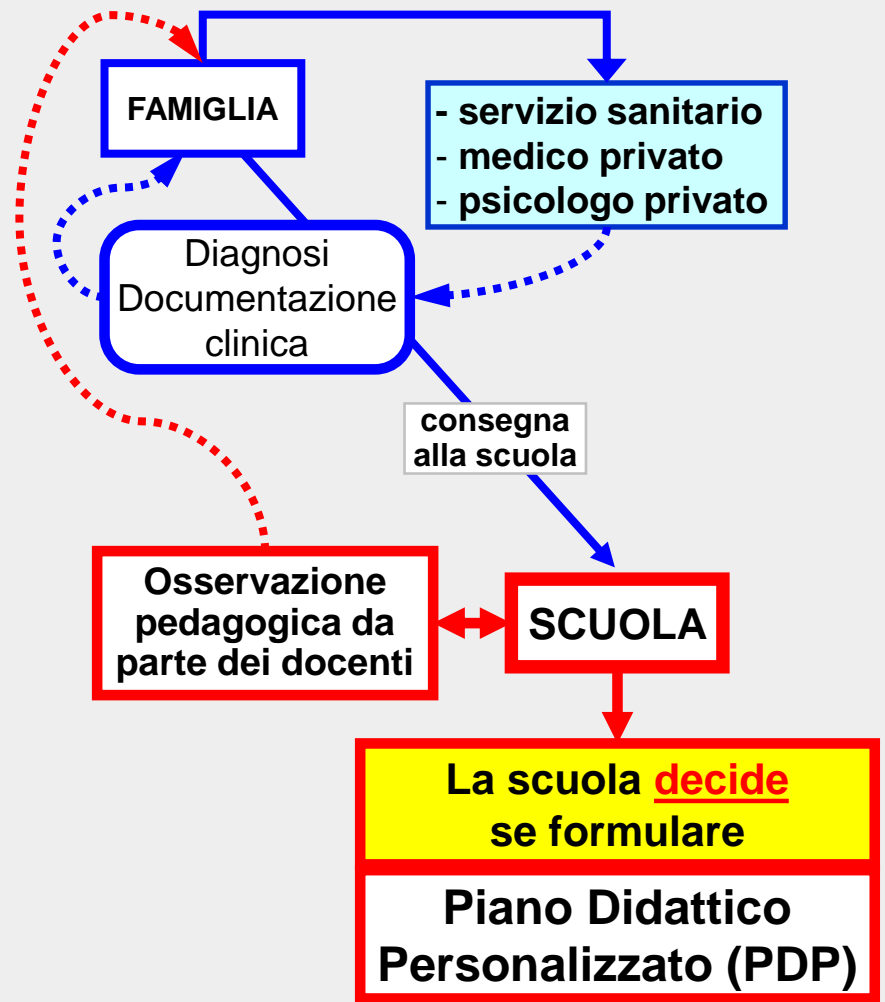 FAMIGLIA
- servizio sanitario
- medico privato
- psicologo privato
Diagnosi
Documentazione
clinica
consegna
alla scuola
Osservazione
pedagogica da
parte dei docenti
SCUOLA
La scuola decide
se formulare
Piano Didattico
Personalizzato (PDP)